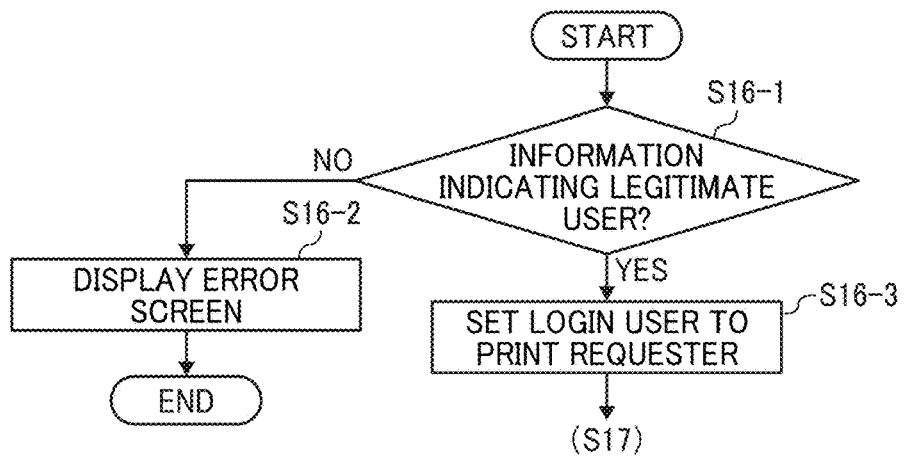 START
S16-1
NO
INFORMATION
INDICATING LEGITIMATE
USER?
S16-2
DISPLAY ERROR
SCREEN
YES
S16-3
SET LOGIN USER TO
PRINT REQUESTER
END
(S17)